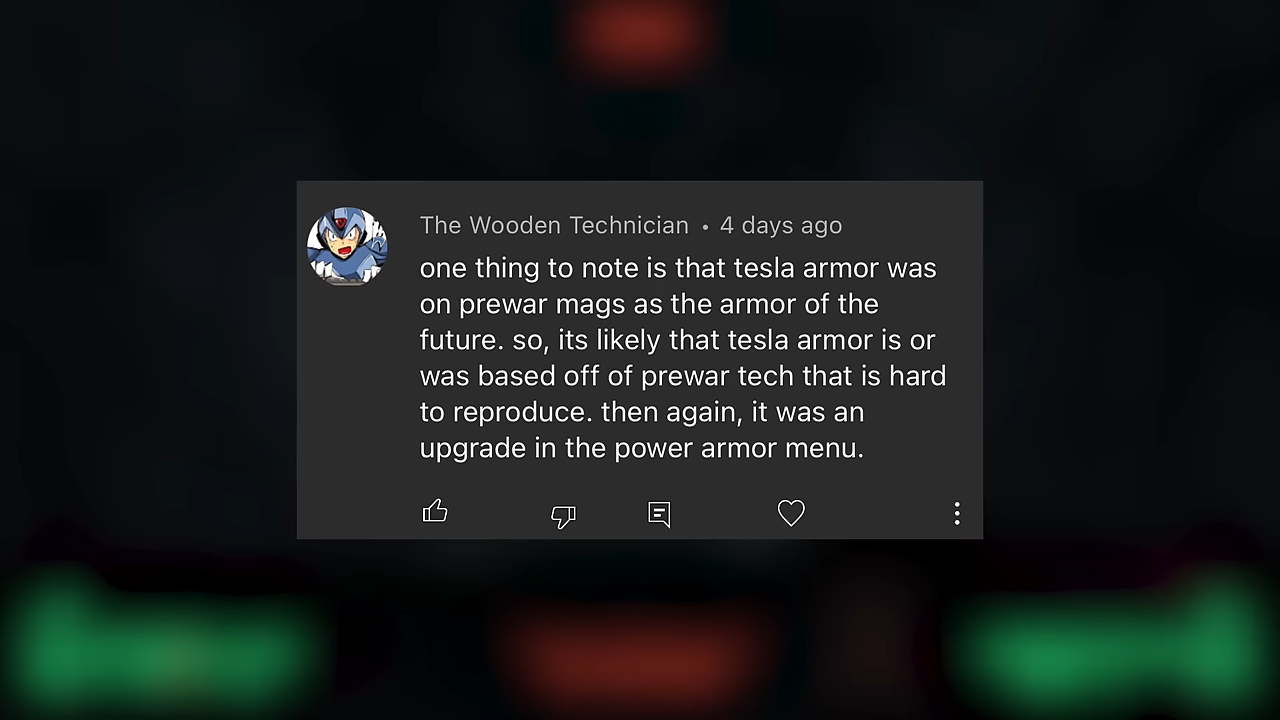 The Wooden Technician • 4 days ago
one thing to note is that tesla armor was
on prewar mags as the armor of the
future. so, its likely that tesla armor is or
was based off of prewar tech that is hard
to reproduce. then again, it was an
upgrade in the power armor menu.